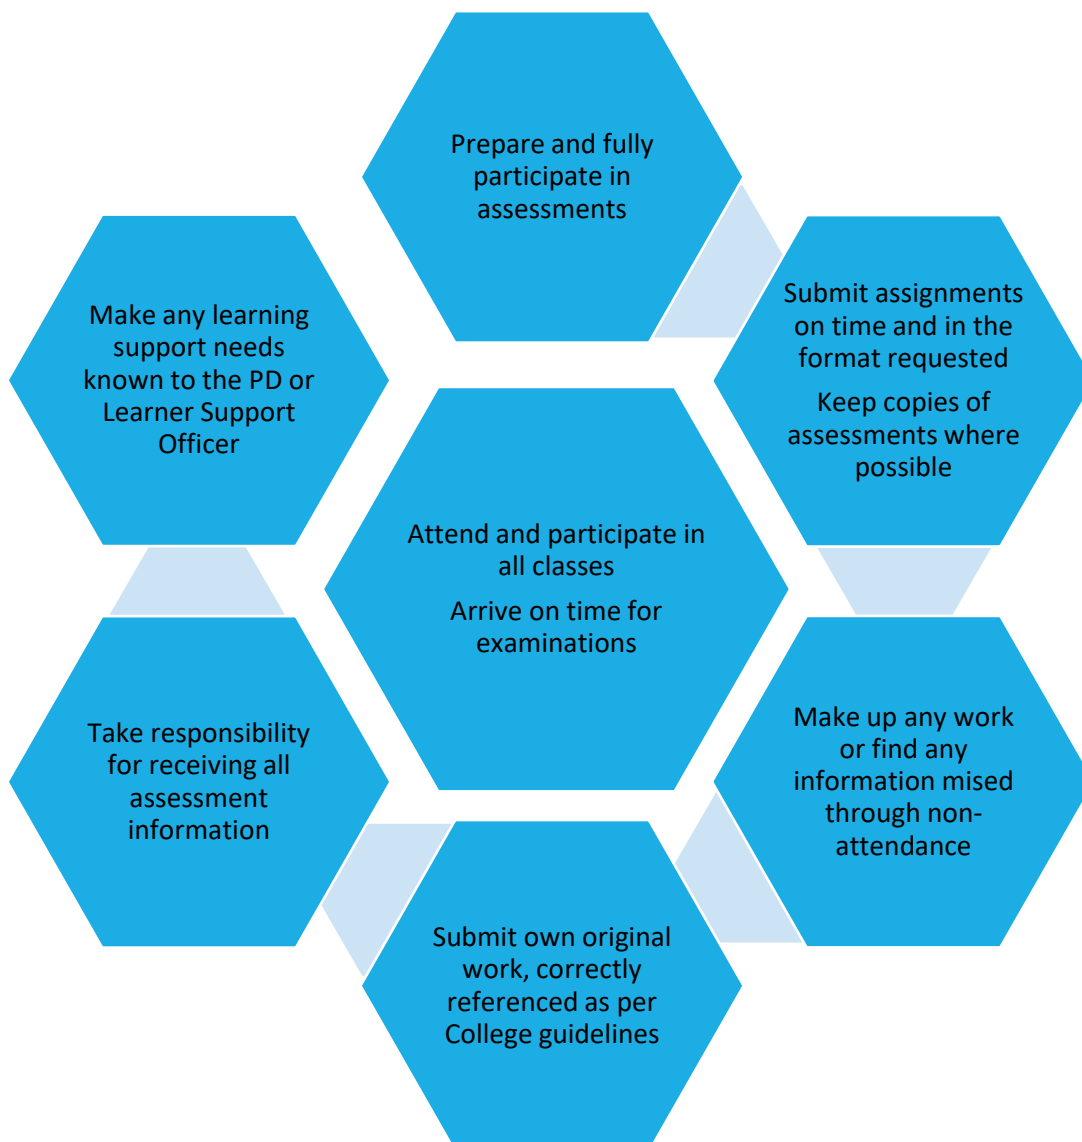 Prepare and fully
participate in
assessments
Submit assignments
on time and in the
format requested
Keep copies of
assessments where
possible
Make any learning
support needs
known to the PD or
Learner Support
Officer
Attend and participate in
all classes
Arrive on time for
examinations
Make up any work
or find any
information mised
through non-
attendance
Take responsibility
for receiving all
assessment
information
Submit own original
work, correctly
referenced as per
College guidelines